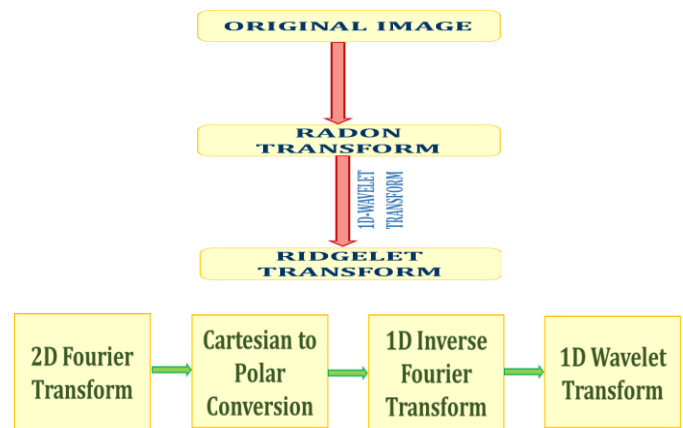 ORIGINAL IMAGE
RADON
TRANSFORM
1D-WAVELET
TRANSFORM
RIDGELET
TRANSFORM
2D Fourier
Transform
Cartesian to
Polar
Conversion
1D Inverse
Fourier
Transform
1D Wavelet
Transform